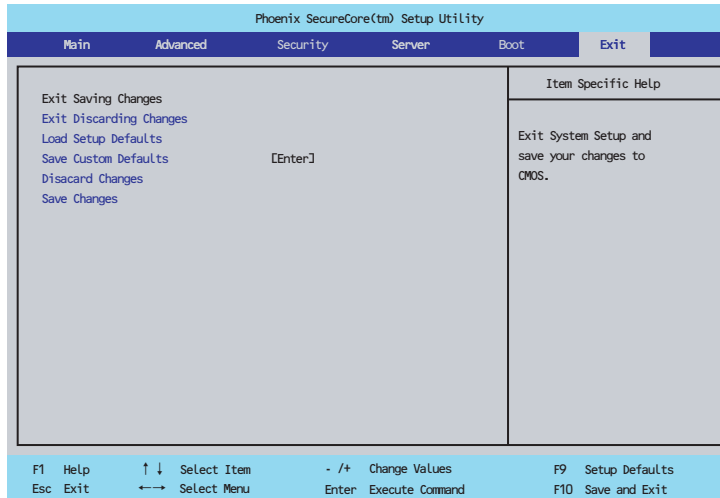 Phoenix SecureCore(tm) Setup Utility
Main Advanced Security Server Boot Exit
Item Specific Help
Exit Saving Changes
Exit Discarding Changes
Load Setup Defaults
Save Custom Defaults [Enter]
Disacard Changes
Save Changes
Exit System Setup and
save your changes to
CMOS.
F1 Help ↑↓ Select Item - /+ Change Values F9 Setup Defaults
Esc Exit ←→ Select Menu Enter Execute Command F10 Save and Exit